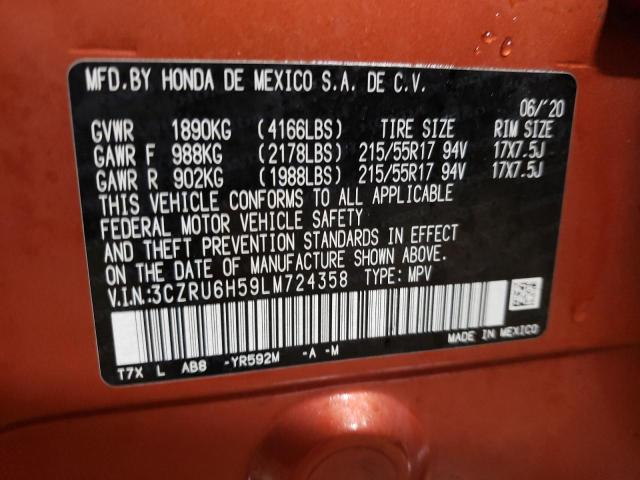 MFD.BY HONDA DE MEXICO S.A. DE C.V.
06/'20
GVWR 1890KG (4166LBS) TIRE SIZE RIM SIZE
GAWR F 988KG (2178LBS) 215/55R17 94V 17X7.5J
GAWR R 902KG (1988LBS) 215/55R17 94V 17X7.5J
THIS VEHICLE CONFORMS TO ALL APPLICABLE
FEDERAL MOTOR VEHICLE SAFETY
AND THEFT PREVENTION STANDARDS IN EFFECT
ON THE DATE OF MANUFACTURE SHOWN ABOVE.
V.I.N.:3CZRU6H59LM724358 TYPE: MPV
MADE IN MEXICO
T7X L AB8 -YR592M -A -M